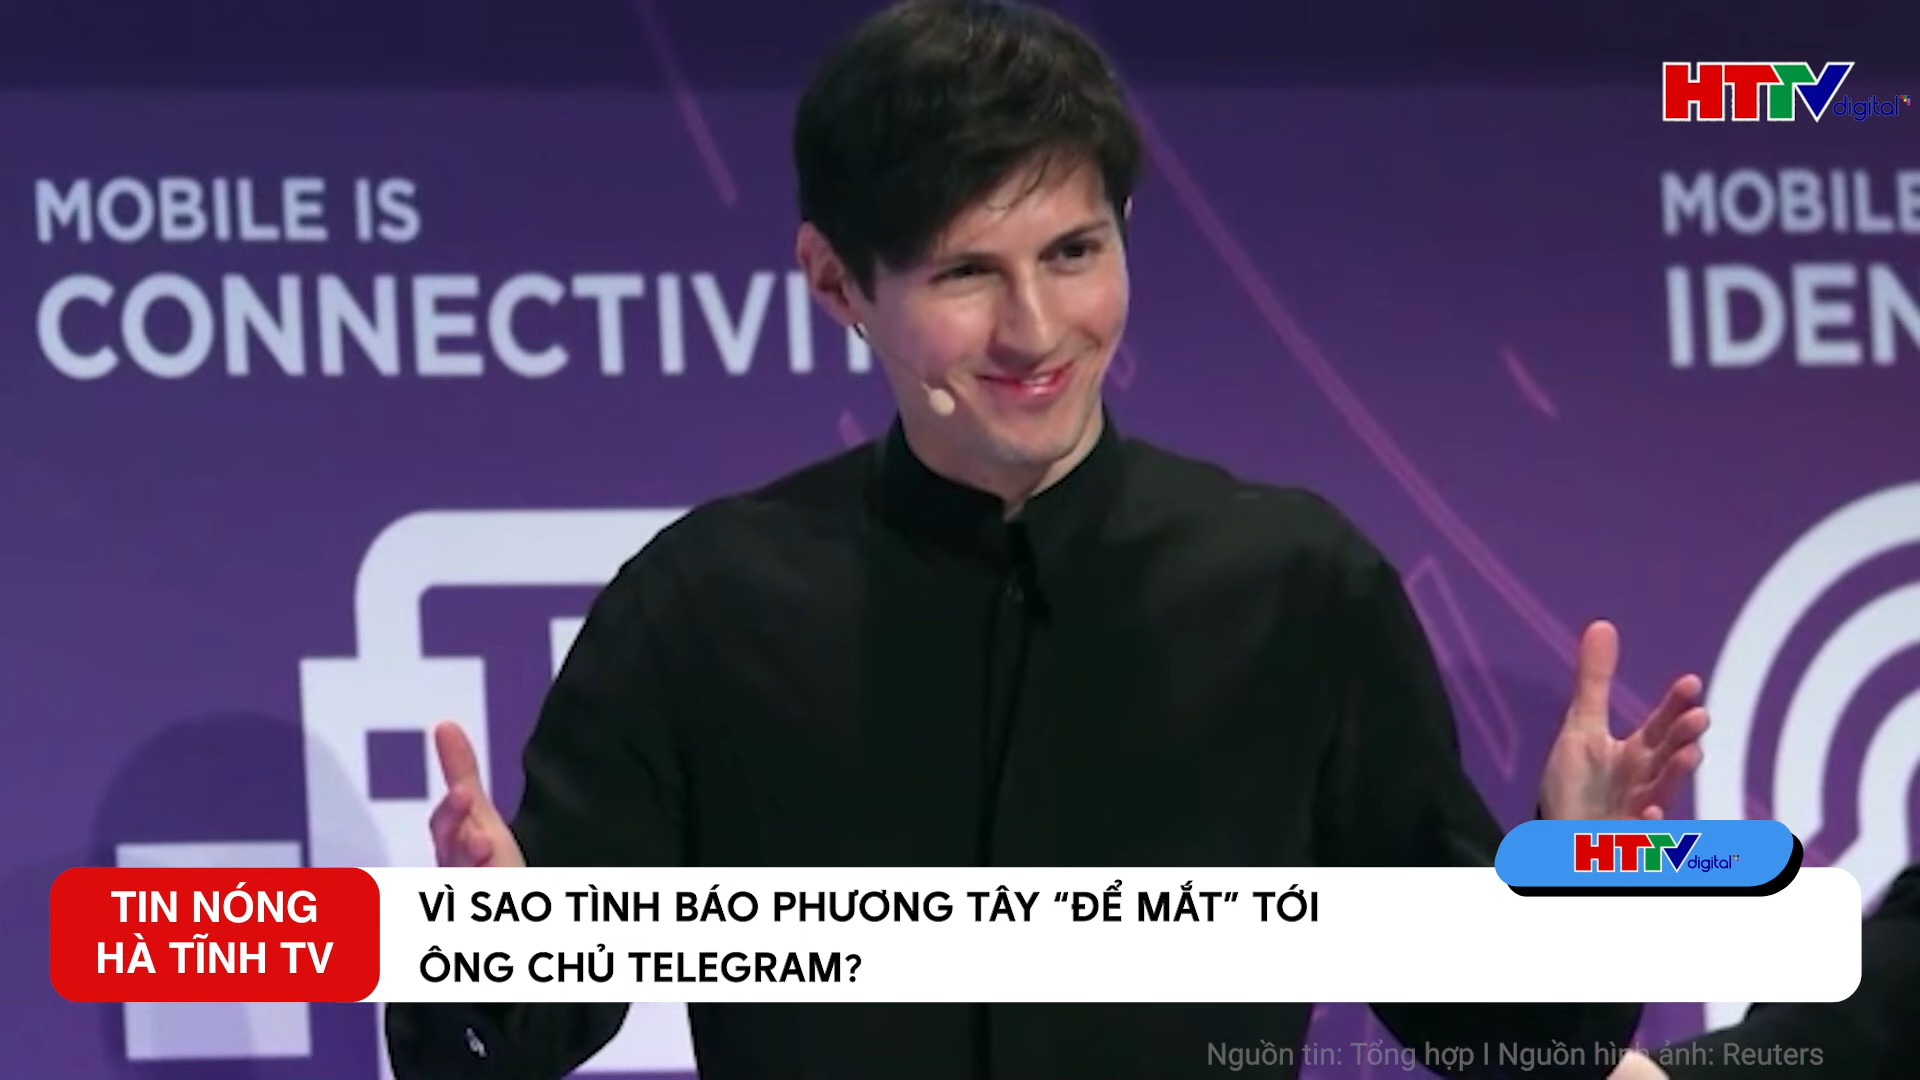 HTTV digital
MOBILE IS
CONNECTIVI
MOBILE
IDEN
HTTV digital
TIN NÓNG
HÀ TĨNH TV
VÌ SAO TÌNH BÁO PHƯƠNG TÂY “ĐỂ MẮT” TỚI
ÔNG CHỦ TELEGRAM?
Nguồn tin: Tổng hợp I Nguồn hình ảnh: Reuters